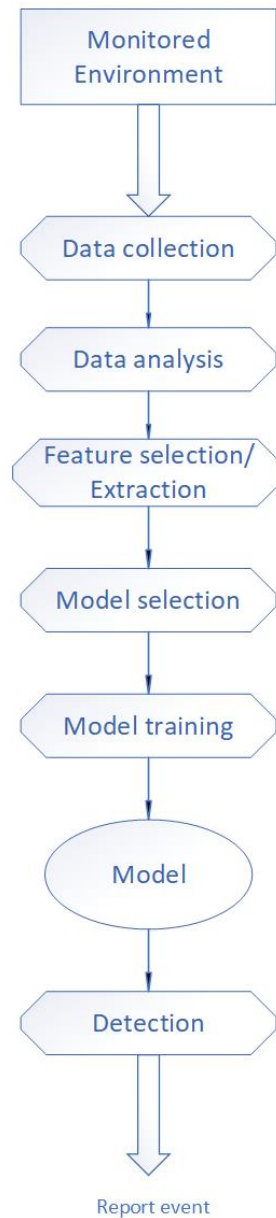 Monitored
Environment
Data collection
Data analysis
Feature selection/
Extraction
Model selection
Model training
Model
Detection
Report event